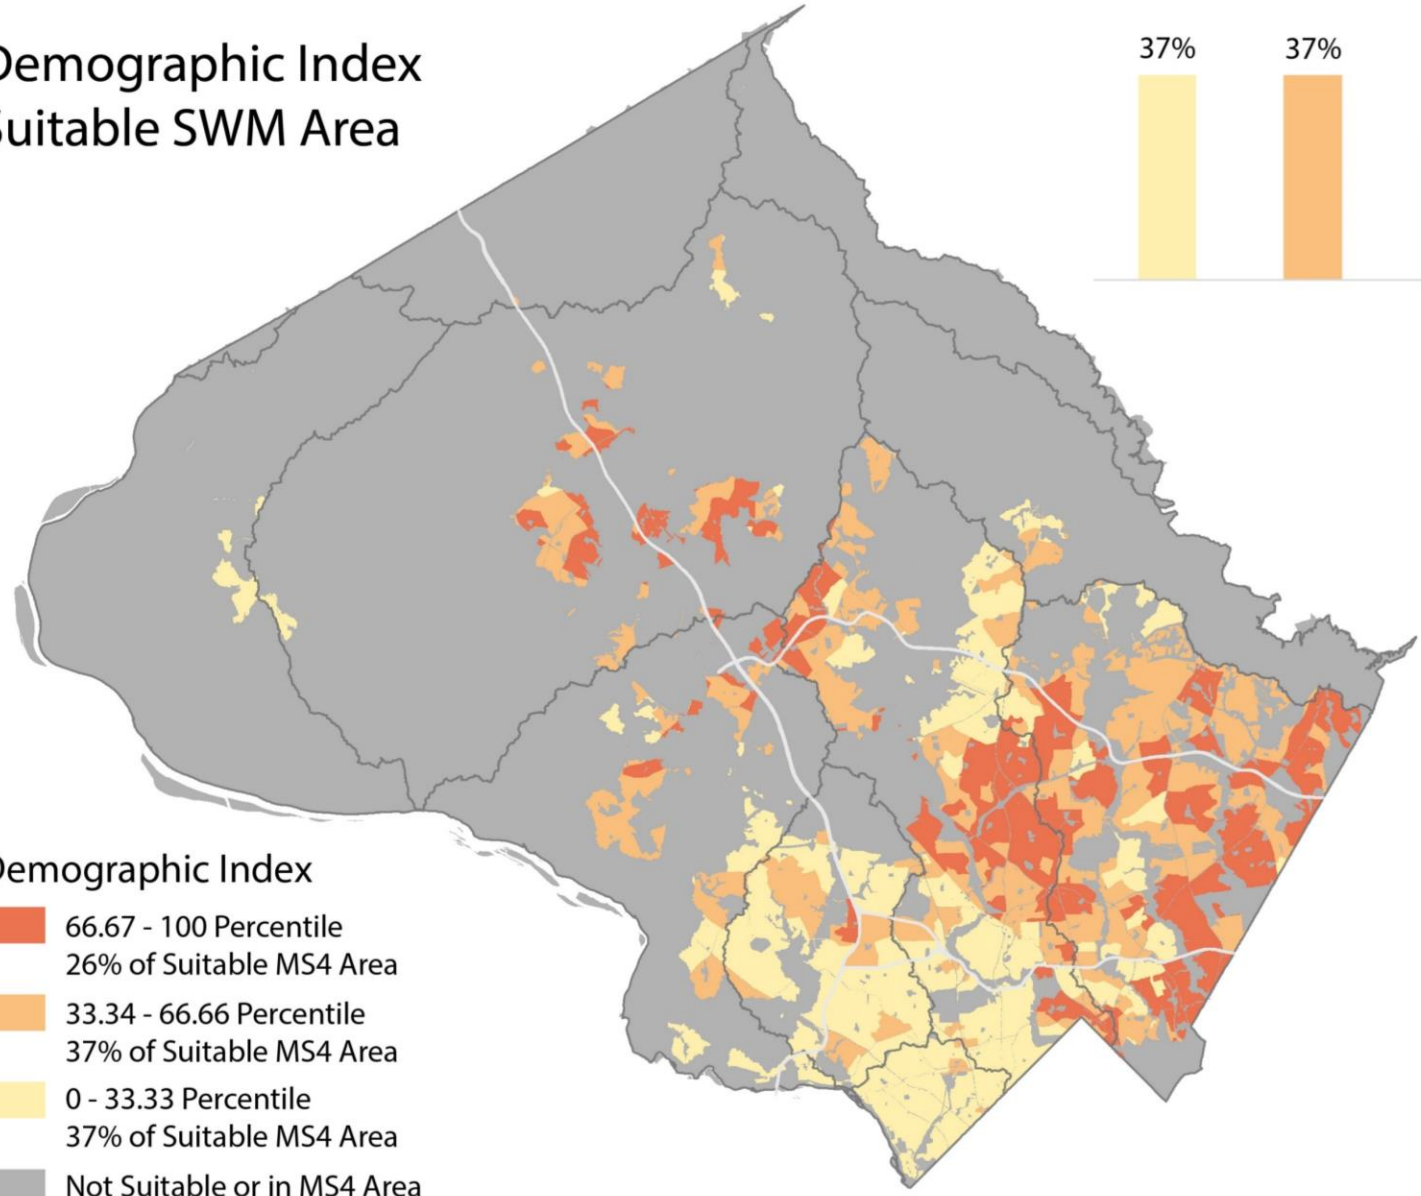 Demographic Index
Suitable SWM Area
37%
37%
Demographic Index
66.67 - 100 Percentile
26% of Suitable MS4 Area
33.34 - 66.66 Percentile
37% of Suitable MS4 Area
0 - 33.33 Percentile
37% of Suitable MS4 Area
Not Suitable or in MS4 Area